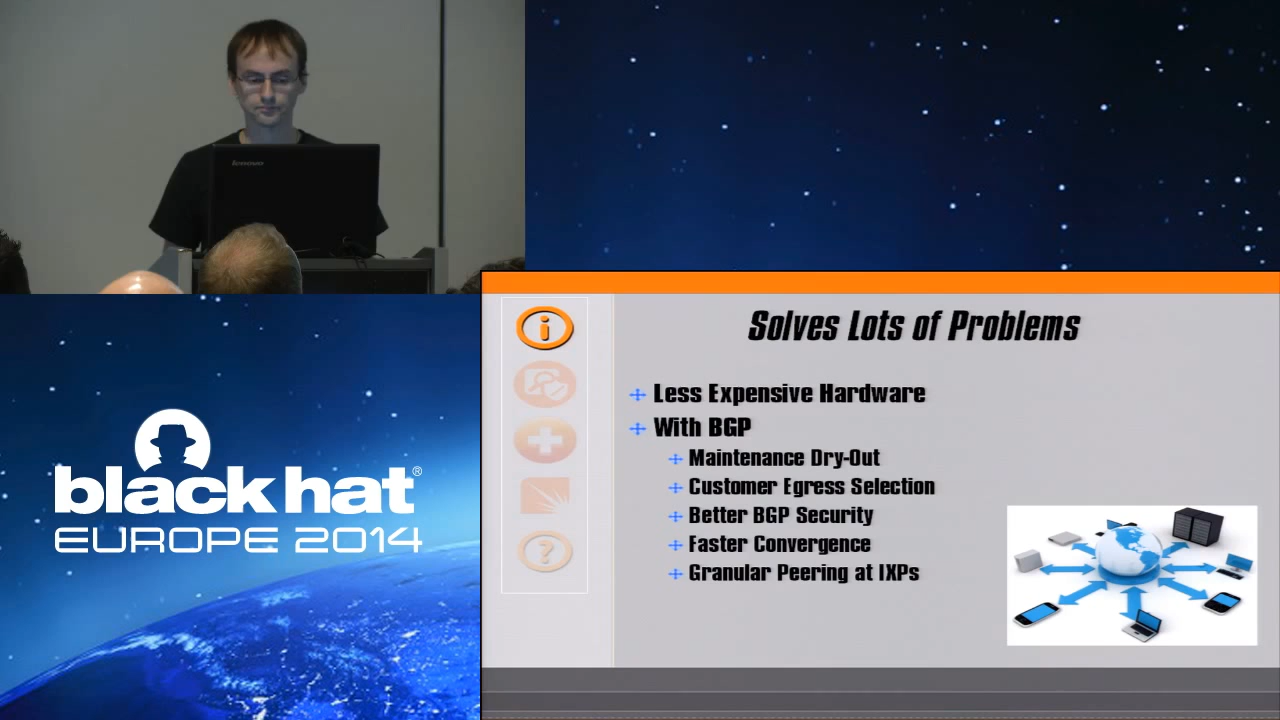 lenovo
Solves Lots of Problems
Less Expensive Hardware
With BGP
Maintenance Dry-Out
Customer Egress Selection
Better BGP Security
Faster Convergence
Granular Peering at IXPs
black hat®
EUROPE 2014